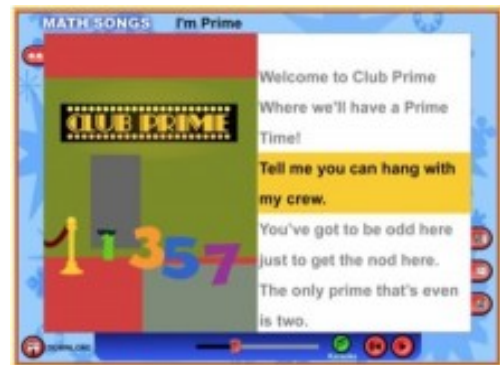 MATH SONGS I'm Prime
CLUB PRIME
3 5 7
Welcome to Club Prime
Where we'll have a Prime
Time!
Tell me you can hang with
my crew.
You've got to be odd here
just to get the nod here.
The only prime that's even
is two.
DOWNLOAD
Karaoke